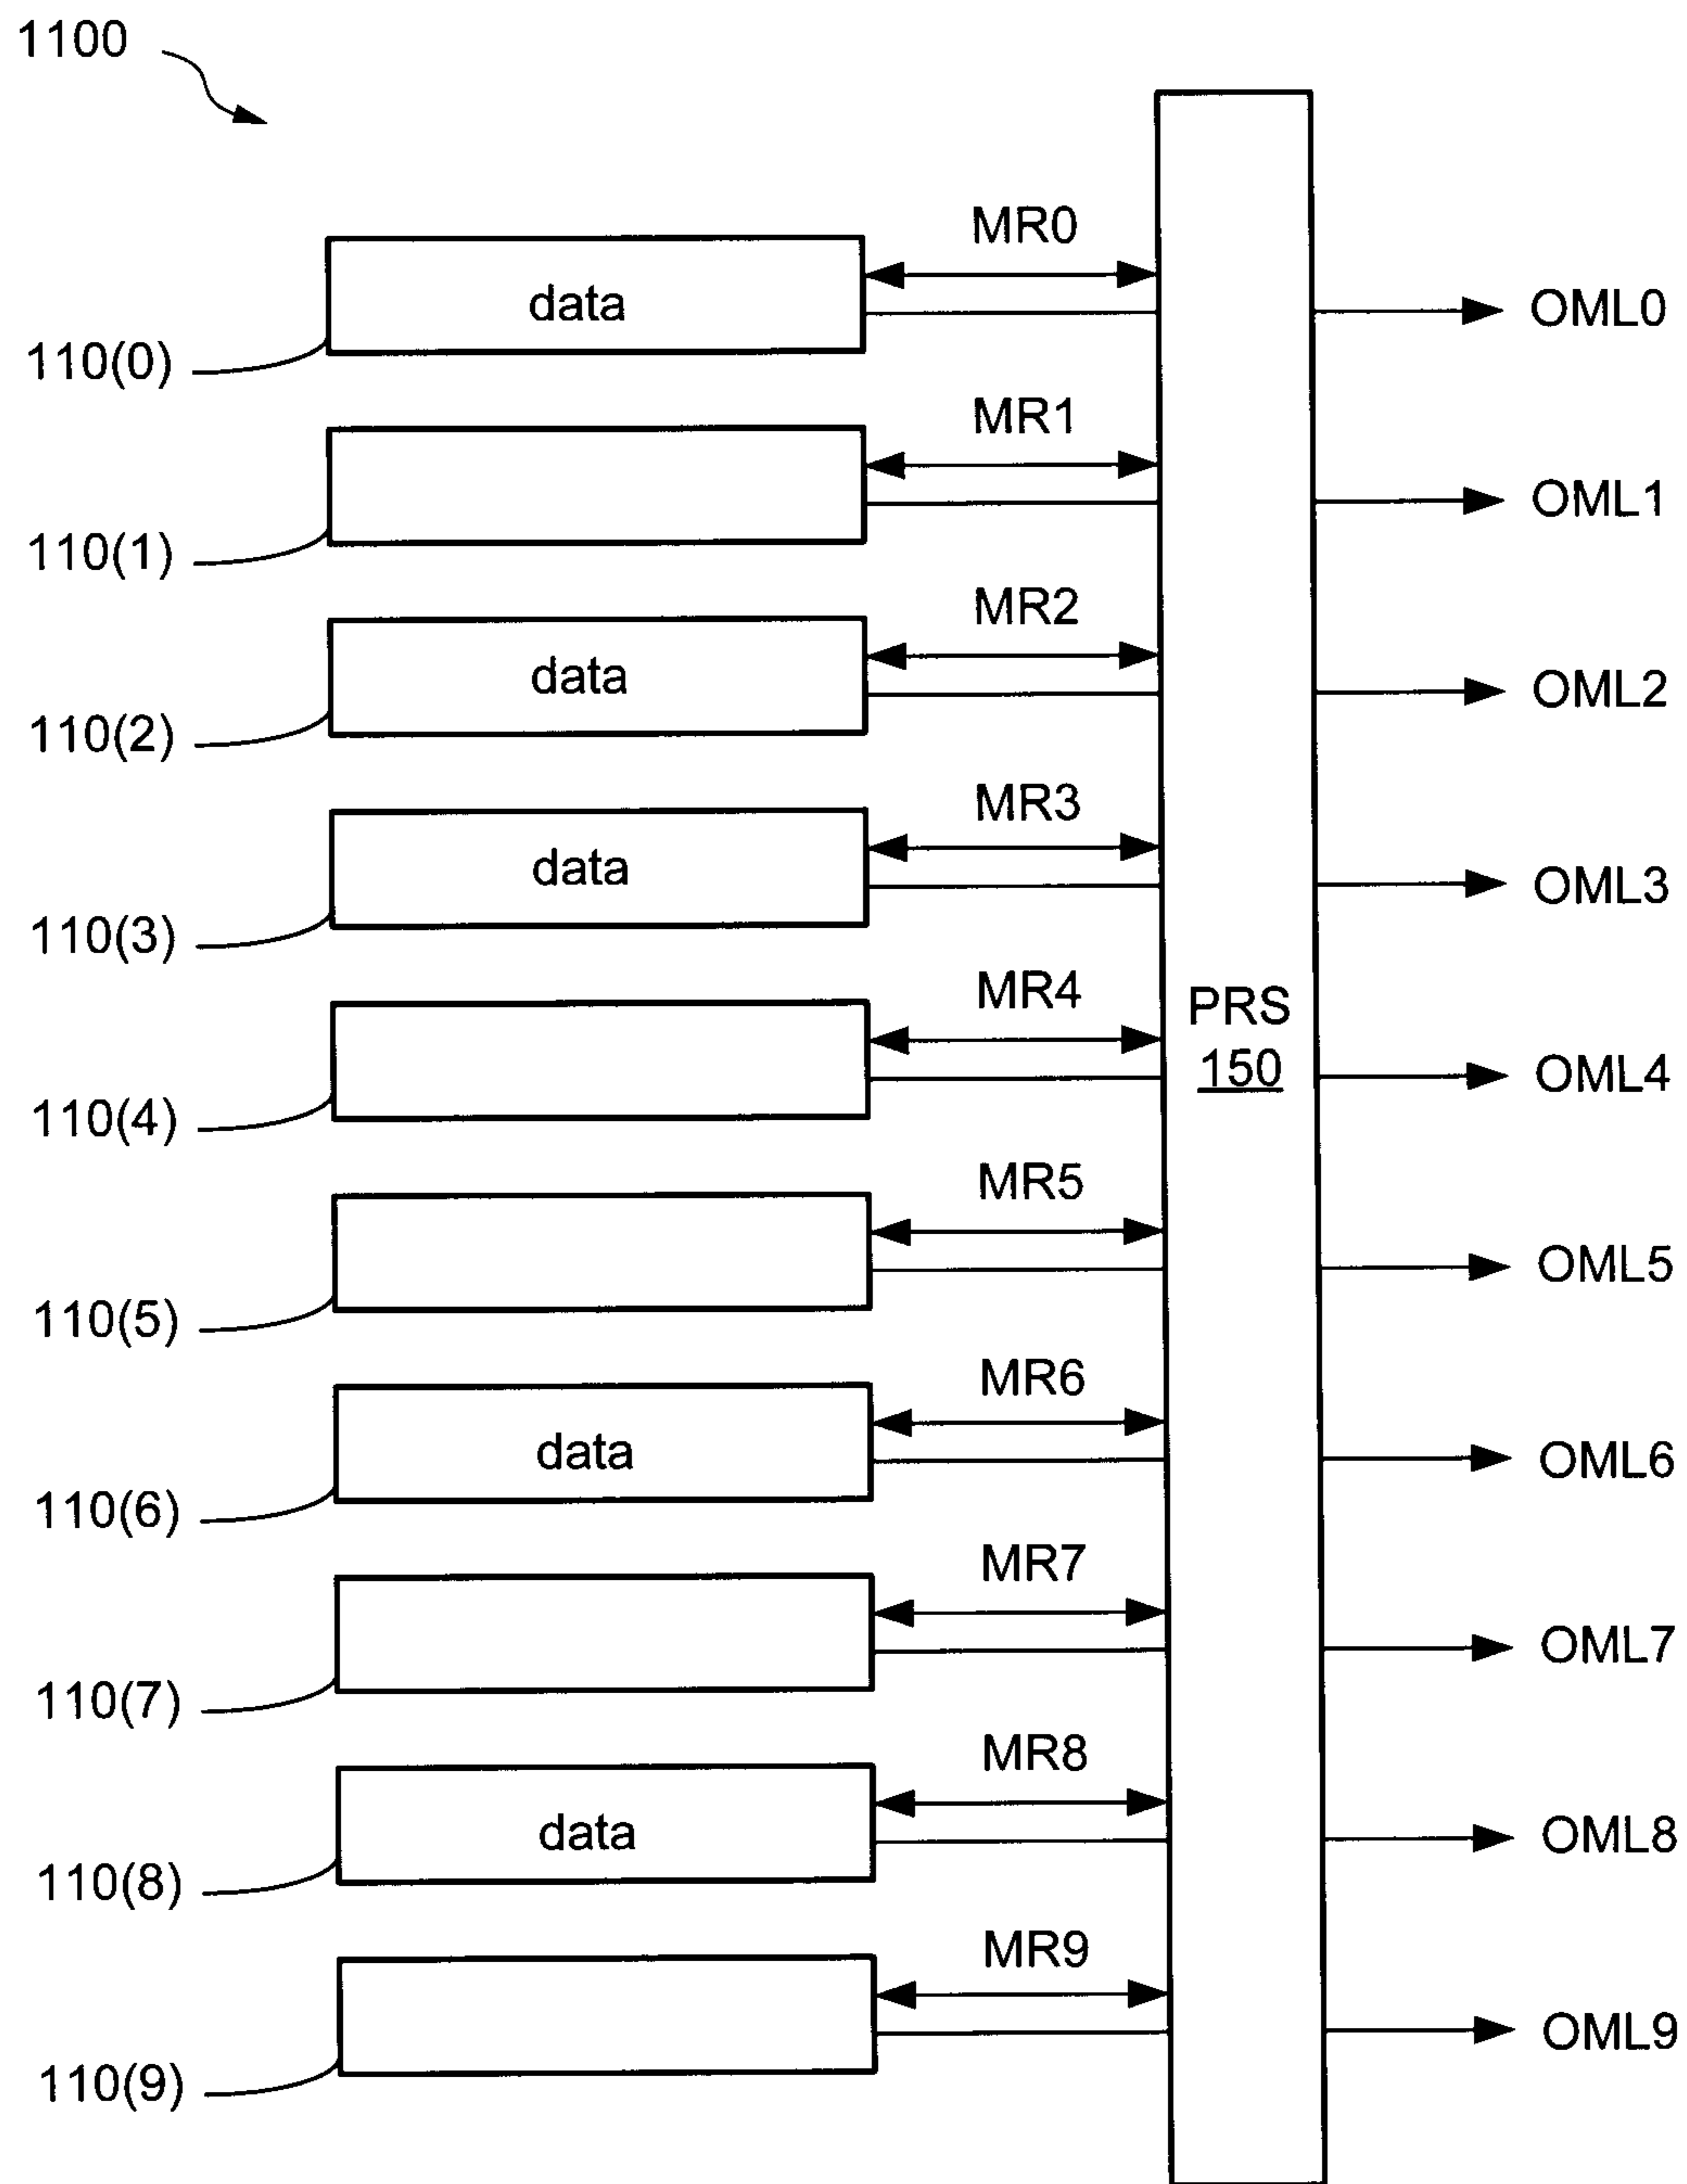 1100
MR0
data
OML0
110(0)
MR1
OML1
110(1)
MR2
data
OML2
110(2)
MR3
data
OML3
110(3)
MR4
PRS
150
OML4
110(4)
MR5
OML5
110(5)
MR6
data
OML6
110(6)
MR7
OML7
110(7)
MR8
data
OML8
110(8)
MR9
OML9
110(9)